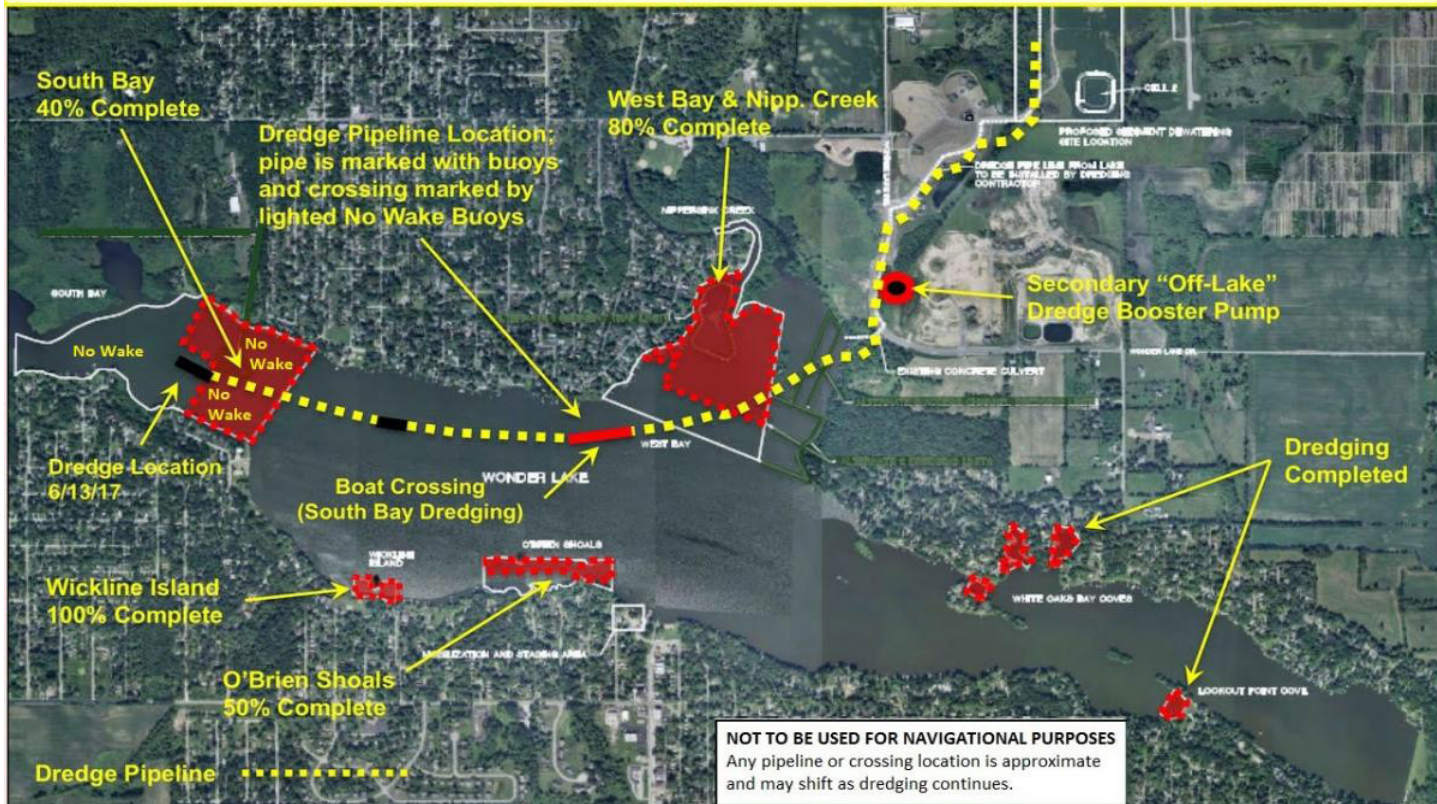 South Bay
40% Complete
Dredge Pipeline Location;
pipe is marked with buoys
and crossing marked by
lighted No Wake Buoys
West Bay & Nipp. Creek
80% Complete
CELL 2
PROPOSED SEDIMENT DEWATERING
SITE LOCATION
DREDGE PIPE LINE FROM LAKE
TO BE INSTALLED BY DREDGING
CONTRACTOR
NIPPERSINK CREEK
SOUTH BAY
Secondary “Off-Lake”
Dredge Booster Pump
No Wake
No
Wake
No
Wake
WONDER LAKE DR.
EXISTING CONCRETE CULVERT
WEST BAY
Dredge Location
6/13/17
WONDER LAKE
Boat Crossing
(South Bay Dredging)
Dredging
Completed
O'BRIEN SHOALS
WICKLINE
ISLAND
Wickline Island
100% Complete
WHITE OAKS BAY COVES
MOBILIZATION AND STAGING AREA
O’Brien Shoals
50% Complete
LOOKOUT POINT COVE
NOT TO BE USED FOR NAVIGATIONAL PURPOSES
Any pipeline or crossing location is approximate
and may shift as dredging continues.
Dredge Pipeline